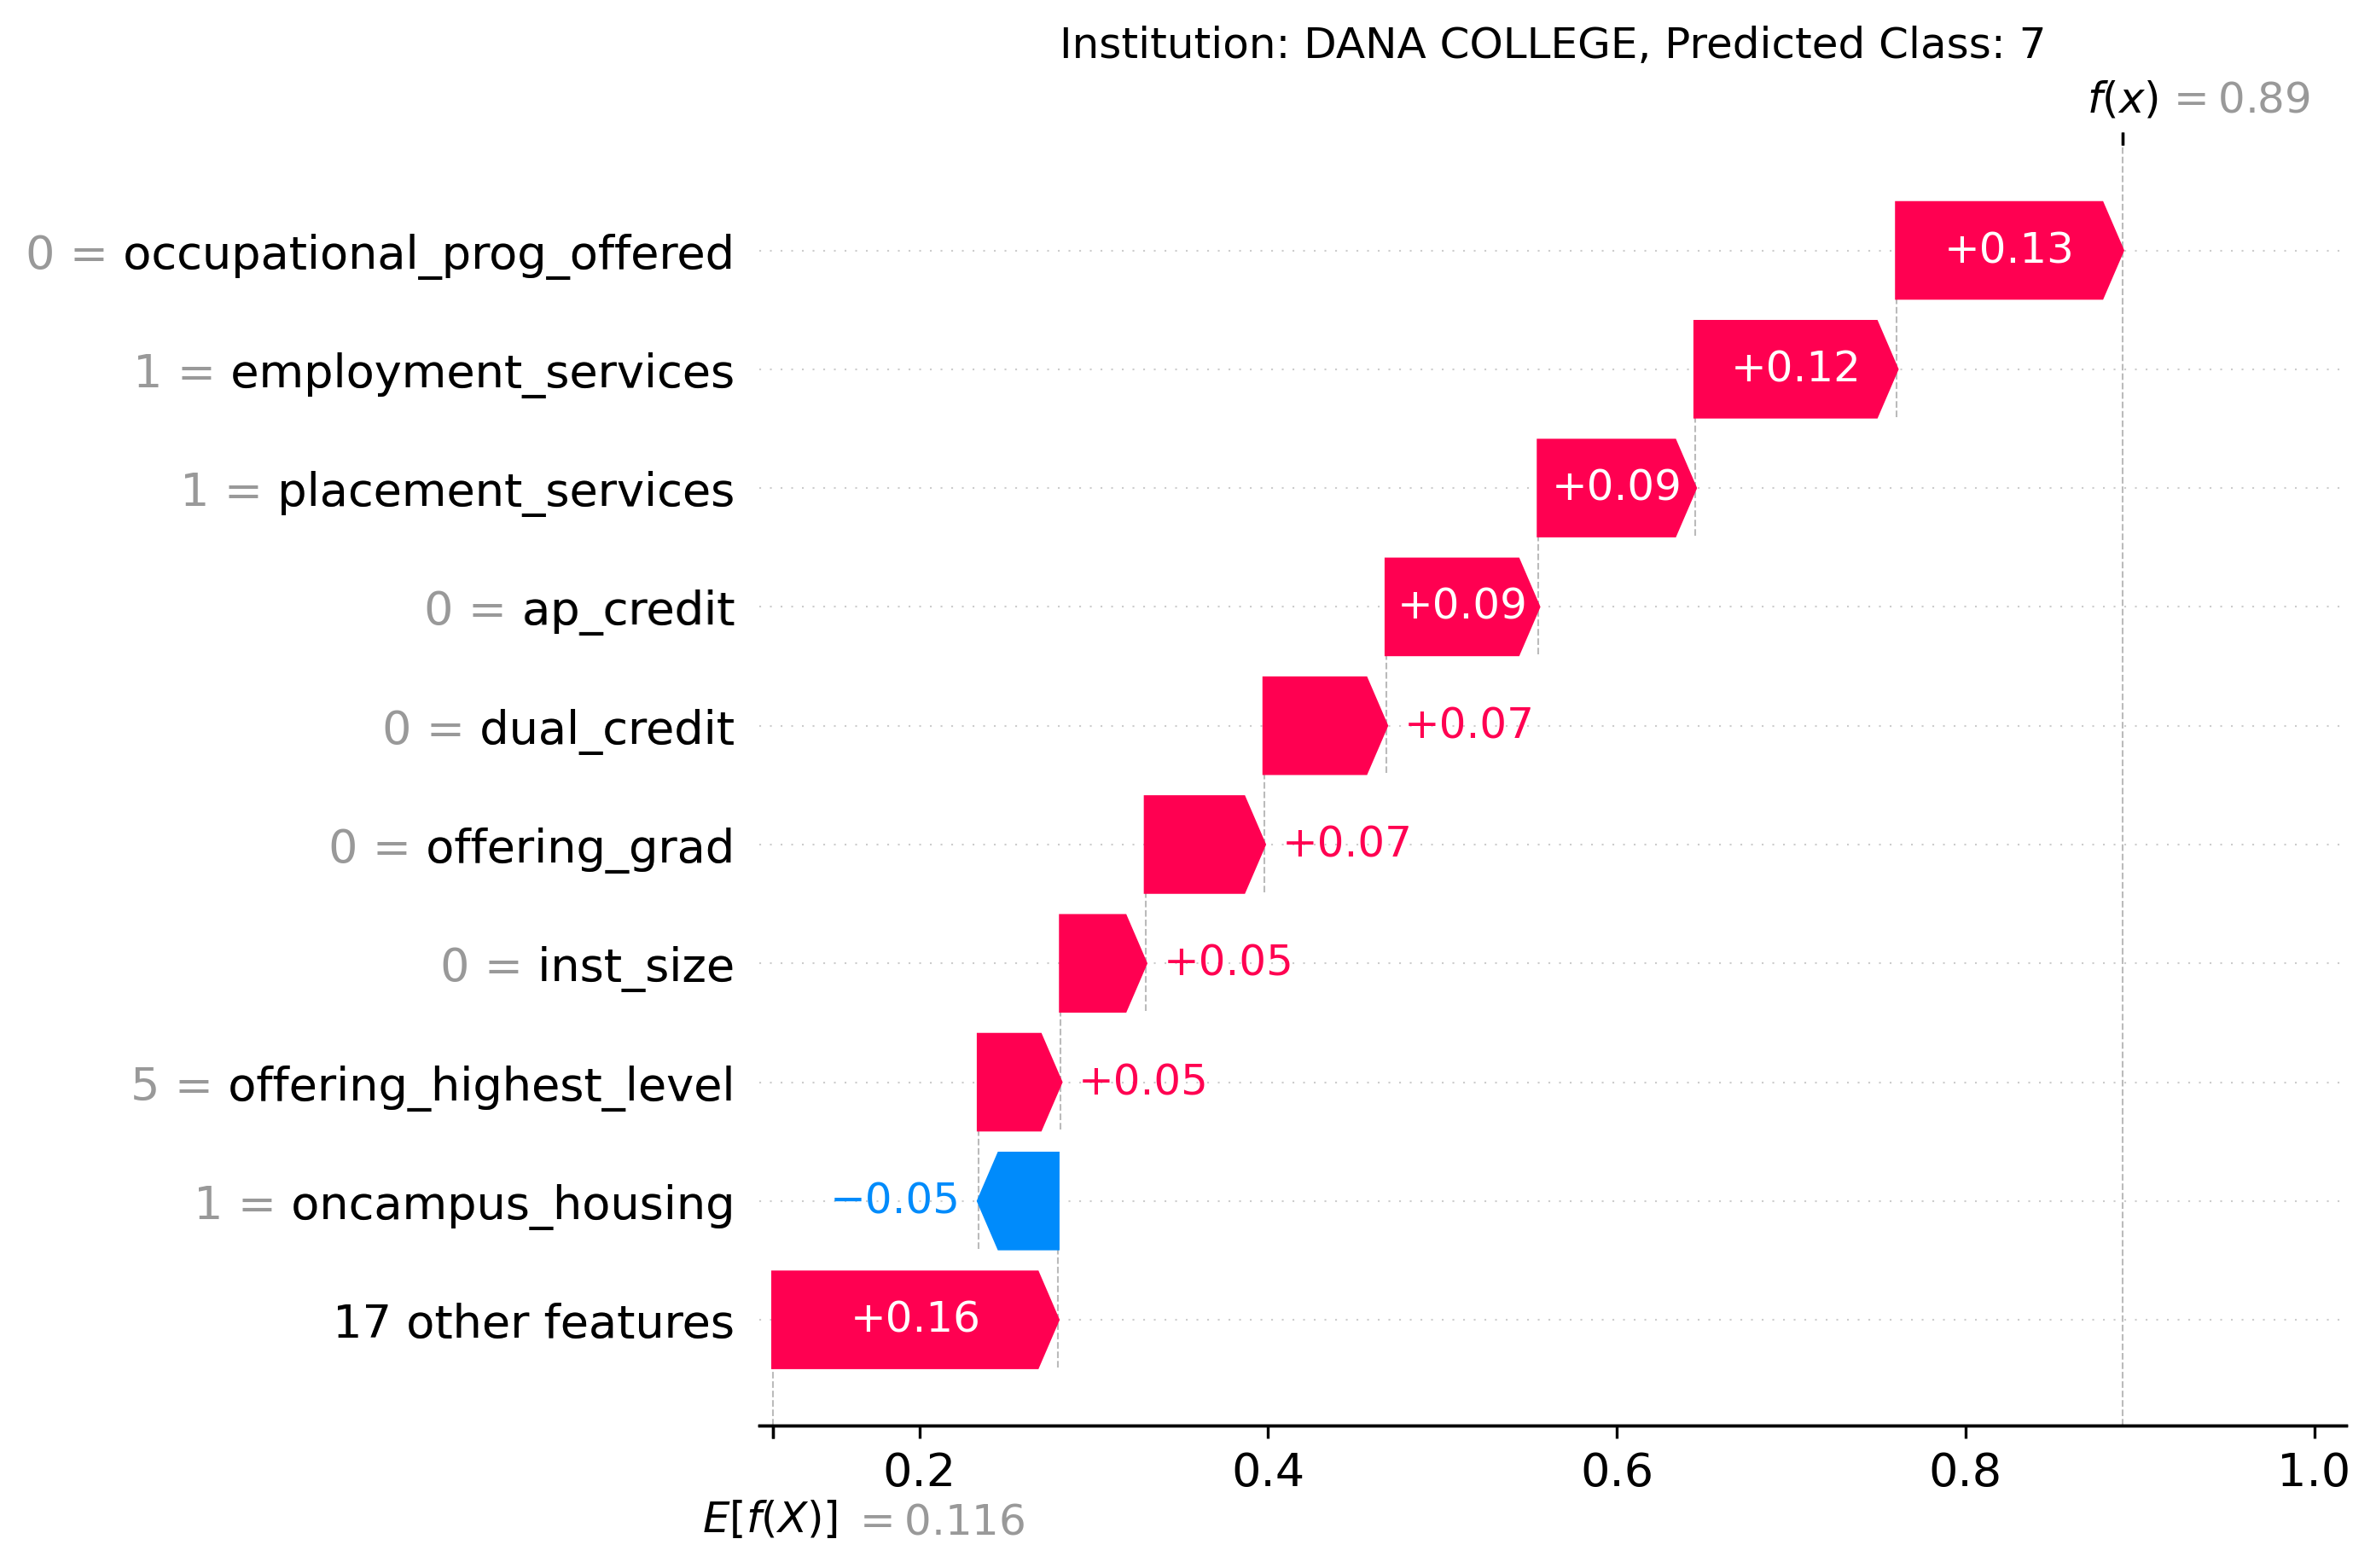 Institution: DANA COLLEGE, Predicted Class: 7
f(x) = 0.89
0 = occupational_prog_offered +0.13
1 = employment_services +0.12
1 = placement_services +0.09
0 = ap_credit +0.09
0 = dual_credit +0.07
0 = offering_grad +0.07
0 = inst_size +0.05
5 = offering_highest_level +0.05
1 = oncampus_housing −0.05
17 other features +0.16
0.2 0.4 0.6 0.8 1.0
E[f(X)] = 0.116